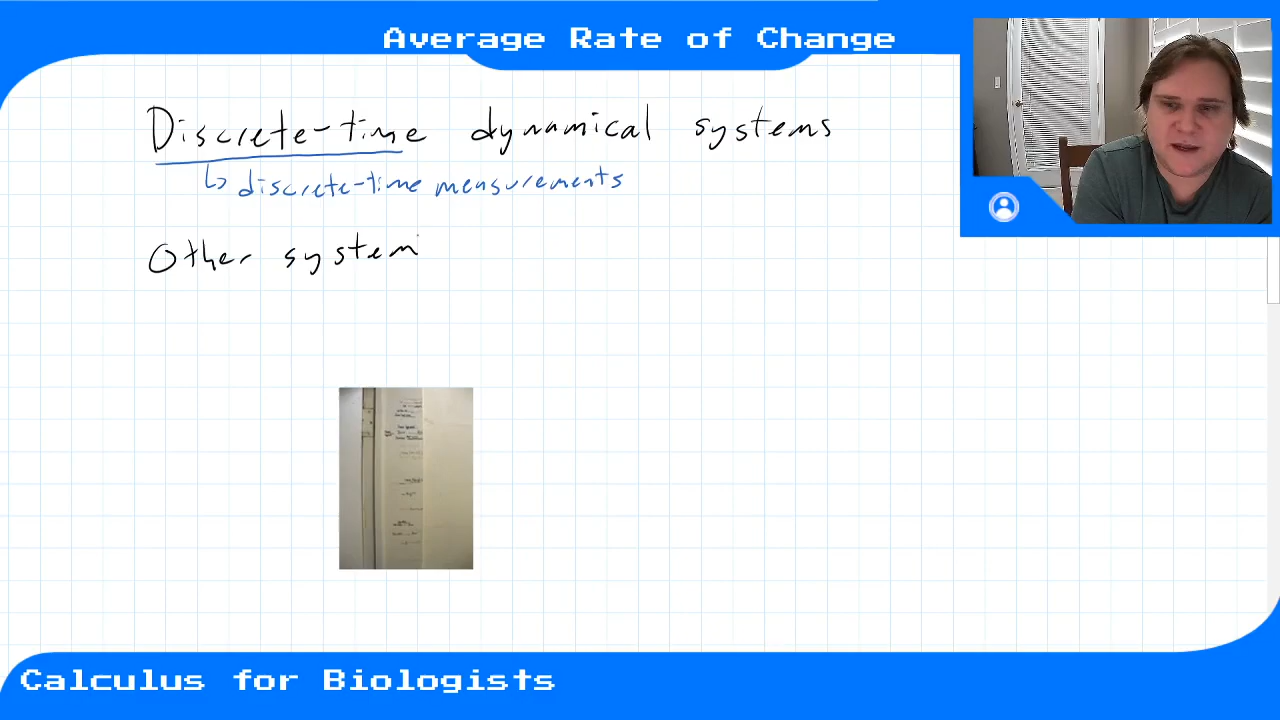 Average Rate of Change
Discrete-time dynamical systems
↳ discrete-time measurements
Other system
Calculus for Biologists